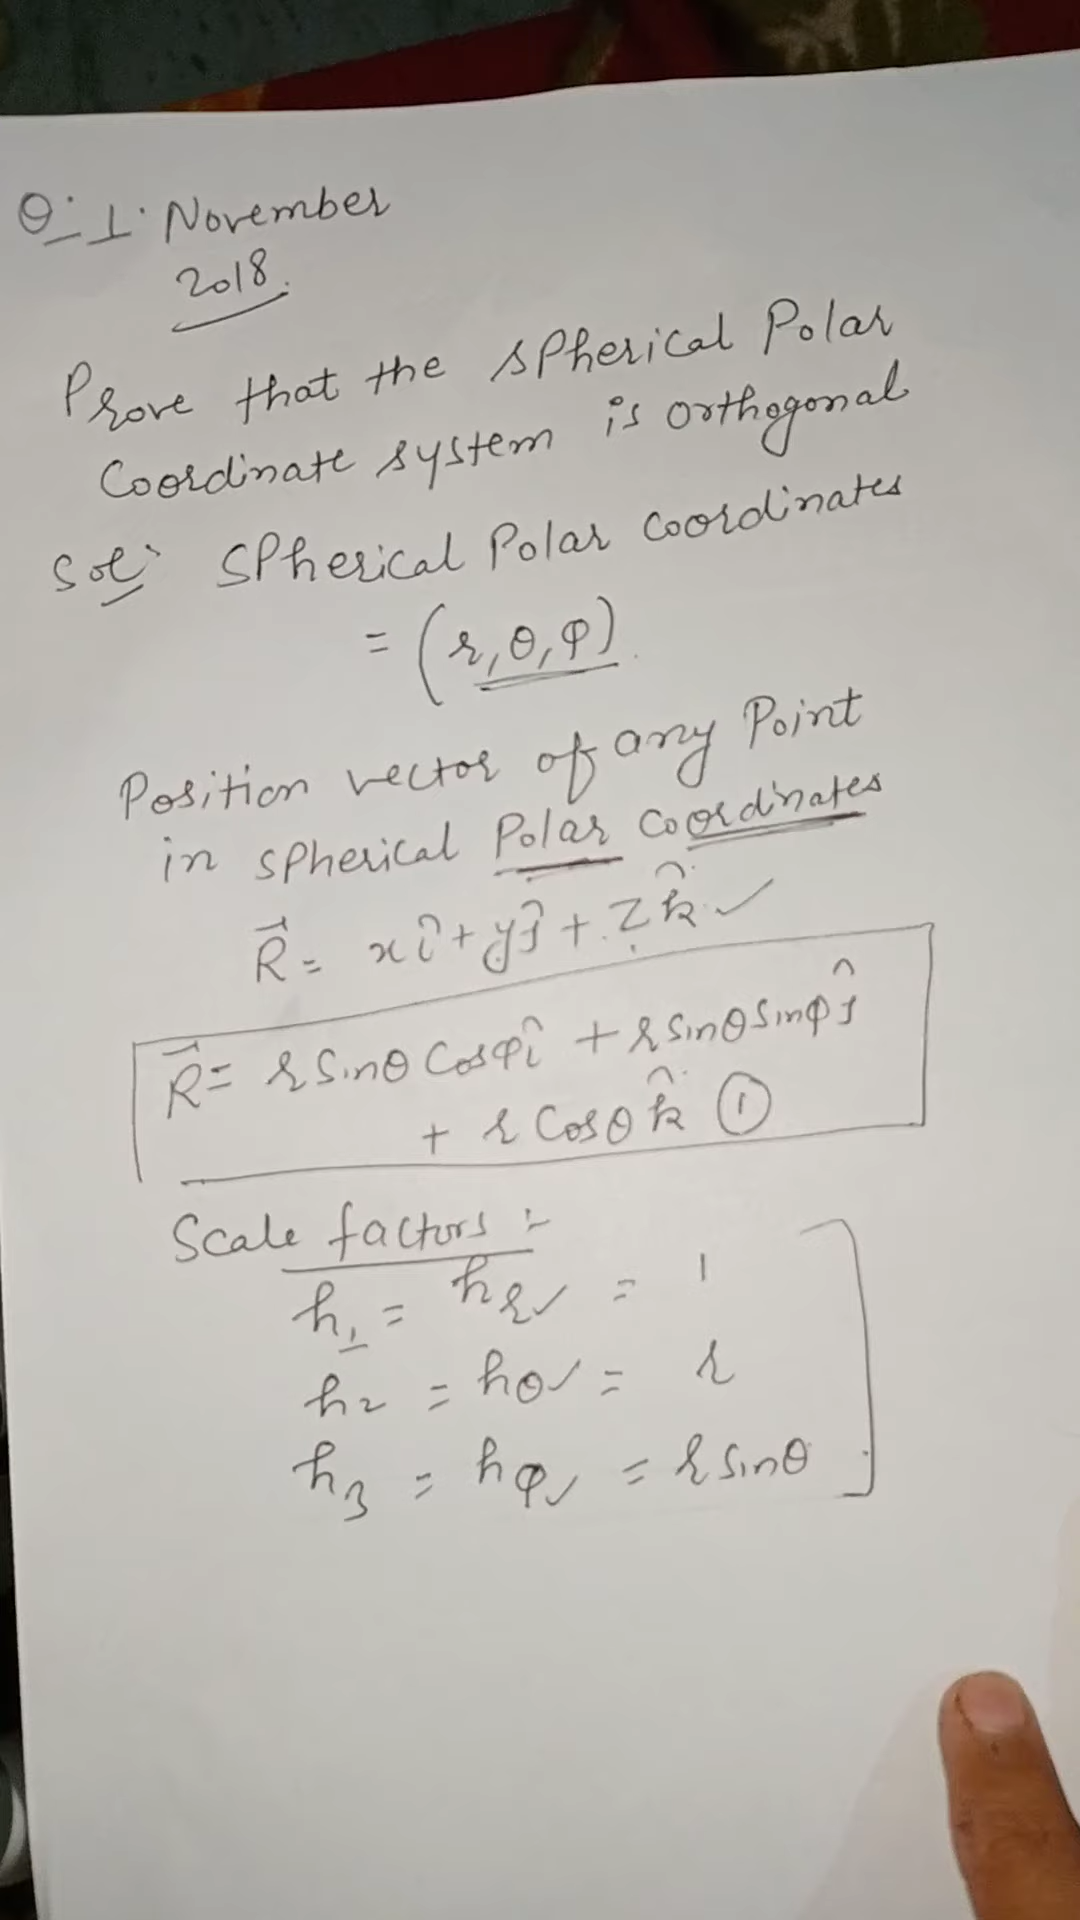 Q:-1. November
2018.
Prove that the spherical Polar
Coordinate system is orthogonal
Sol: Spherical Polar Coordinates
= (r, θ, φ)
Position vector of any Point
in spherical Polar Coordinates
R⃗ = xî + yĵ + zk̂ ✓
R⃗ = r Sinθ Cosφ î + r Sinθ Sinφ ĵ
+ r Cosθ k̂ ①
Scale factors :-
h₁ = hr ✓ = 1
h₂ = hθ ✓ = r
h₃ = hφ ✓ = r Sinθ